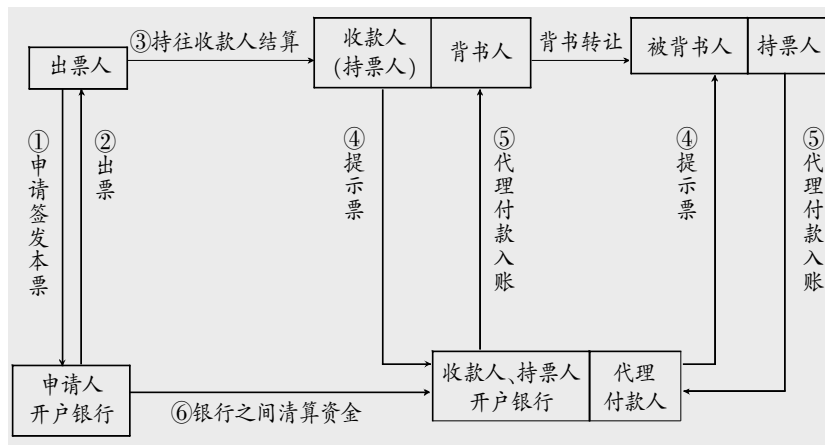 出票人
③持往收款人结算
收款人
(持票人)
背书人
背书转让
被背书人
持票人
①申请签发本票
②出票
④提示票
⑤代理付款入账
④提示票
⑤代理付款入账
申请人
开户银行
⑥银行之间清算资金
收款人、持票人
开户银行
代理
付款人